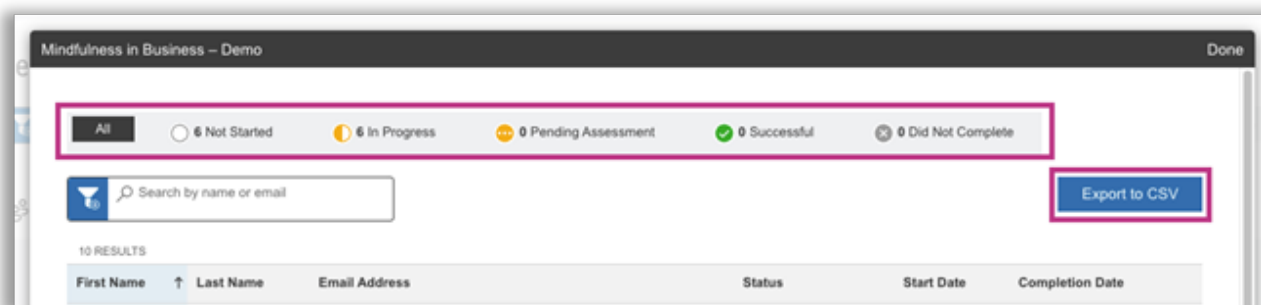 Mindfulness in Business – Demo Done
All 6 Not Started 6 In Progress 0 Pending Assessment 0 Successful 0 Did Not Complete
Search by name or email Export to CSV
10 RESULTS
First Name ↑ Last Name Email Address Status Start Date Completion Date